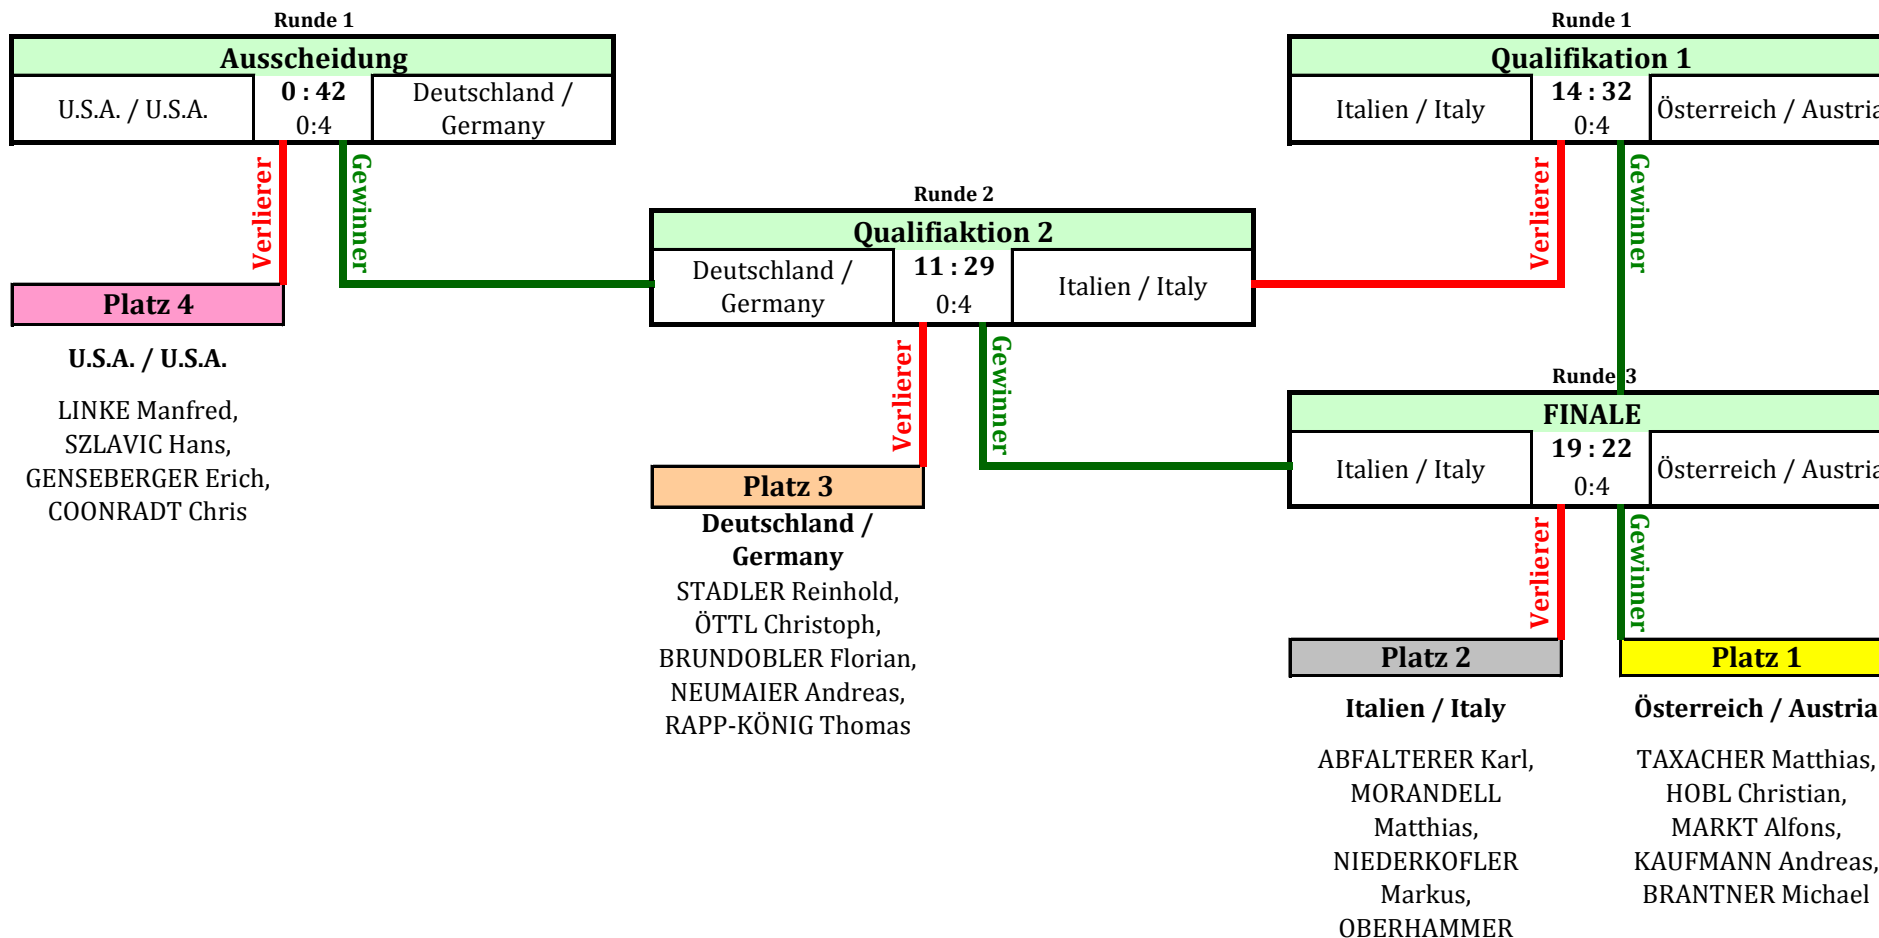 Runde 1
Ausscheidung
U.S.A. / U.S.A.
0 : 42
0:4
Deutschland /
Germany
Verlierer
Gewinner
Runde 1
Qualifikation 1
Italien / Italy
14 : 32
0:4
Österreich / Austria
Verlierer
Gewinner
Runde 2
Qualifiaktion 2
Deutschland /
Germany
11 : 29
0:4
Italien / Italy
Verlierer
Gewinner
Platz 4
U.S.A. / U.S.A.
LINKE Manfred,
SZLAVIC Hans,
GENSEBERGER Erich,
COONRADT Chris
Runde 3
FINALE
Italien / Italy
19 : 22
0:4
Österreich / Austria
Verlierer
Gewinner
Platz 3
Deutschland /
Germany
STADLER Reinhold,
ÖTTL Christoph,
BRUNDOBLER Florian,
NEUMAIER Andreas,
RAPP-KÖNIG Thomas
Platz 2
Italien / Italy
ABFALTERER Karl,
MORANDELL
Matthias,
NIEDERKOFLER
Markus,
OBERHAMMER
Platz 1
Österreich / Austria
TAXACHER Matthias,
HOBL Christian,
MARKT Alfons,
KAUFMANN Andreas,
BRANTNER Michael